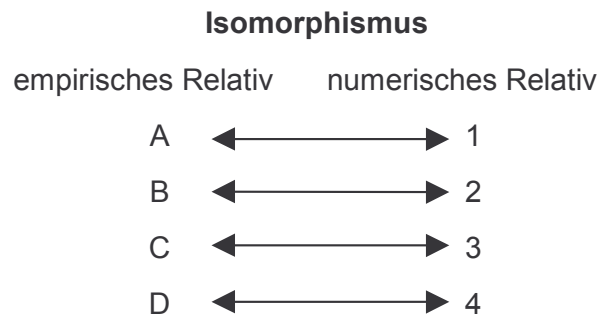 Isomorphismus
empirisches Relativ numerisches Relativ
A 1
B 2
C 3
D 4